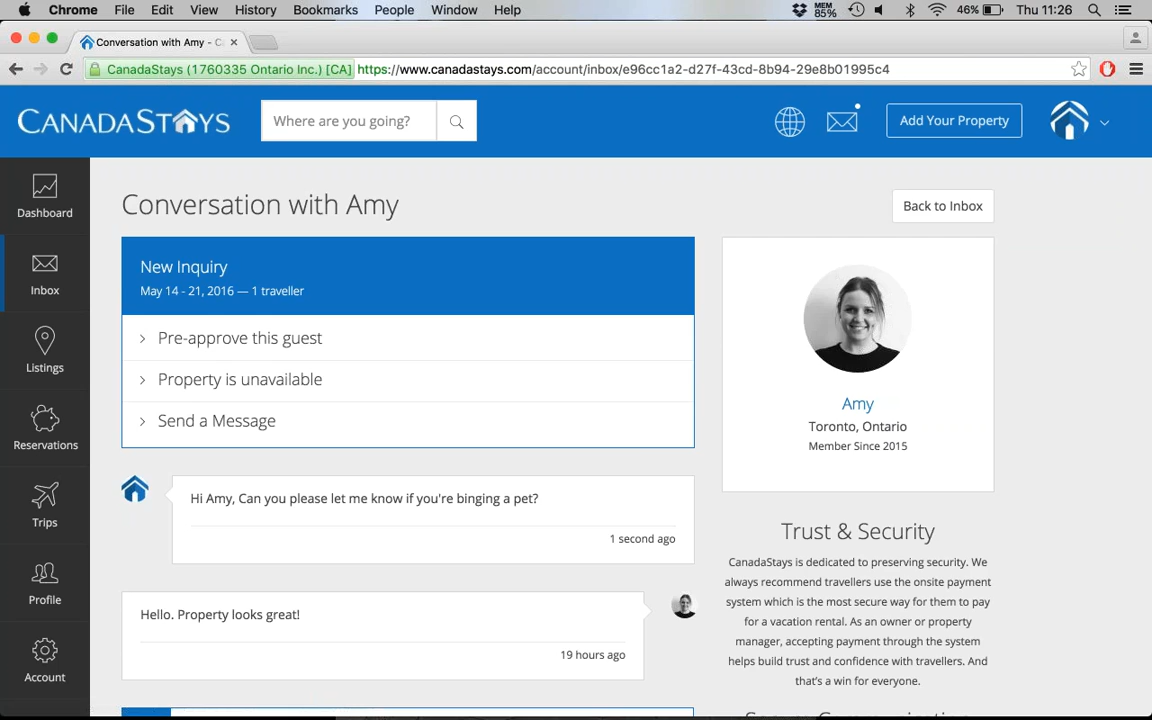 Chrome File Edit View History Bookmarks People Window Help MEM 85% 46% Thu 11:26
Conversation with Amy - C
CanadaStays (1760335 Ontario Inc.) [CA] https://www.canadastays.com/account/inbox/e96cc1a2-d27f-43cd-8b94-29e8b01995c4
CANADASTAYS
Where are you going?
Add Your Property
Dashboard
Inbox
Listings
Reservations
Trips
Profile
Account
Conversation with Amy
Back to Inbox
New Inquiry
May 14 - 21, 2016 — 1 traveller
Pre-approve this guest
Property is unavailable
Send a Message
Hi Amy, Can you please let me know if you're binging a pet?
1 second ago
Hello. Property looks great!
19 hours ago
Amy
Toronto, Ontario
Member Since 2015
Trust & Security
CanadaStays is dedicated to preserving security. We
always recommend travellers use the onsite payment
system which is the most secure way for them to pay
for a vacation rental. As an owner or property
manager, accepting payment through the system
helps build trust and confidence with travellers. And
that's a win for everyone.